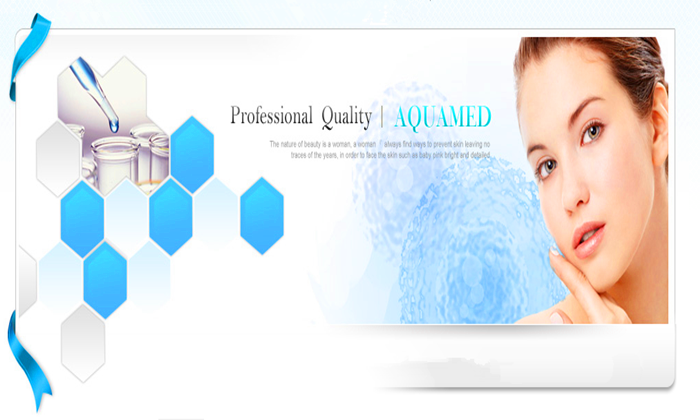 Professional Quality | AQUAMED
The nature of beauty is a woman, a woman always find ways to prevent skin leaving no
traces of the years, in order to face the skin such as baby pink bright and detailed